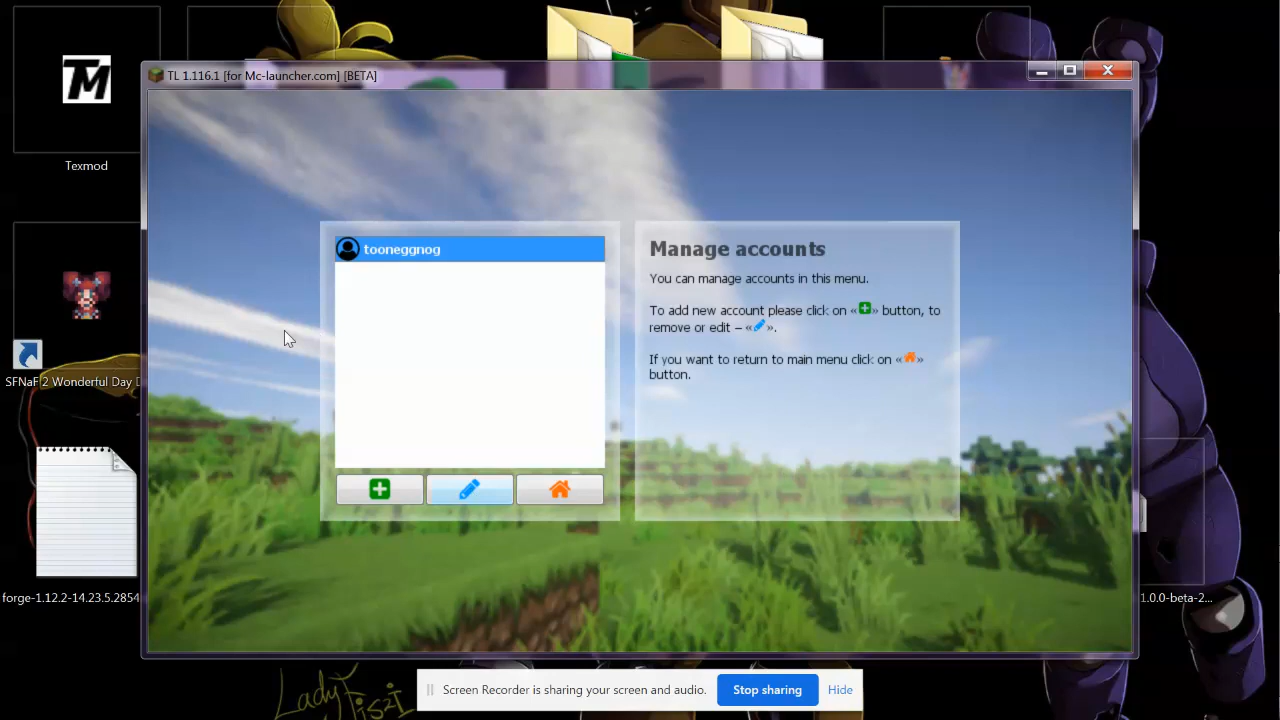 TM
TL 1.116.1 [for Mc-launcher.com] [BETA]
Texmod
tooneggnog
Manage accounts
You can manage accounts in this menu.
To add new account please click on « » button, to
remove or edit – « ».
If you want to return to main menu click on « »
button.
SFNaF 2 Wonderful Day
forge-1.12.2-14.23.5.2854
1.0.0-beta-2...
Screen Recorder is sharing your screen and audio.
Stop sharing
Hide
Lady Fiszi